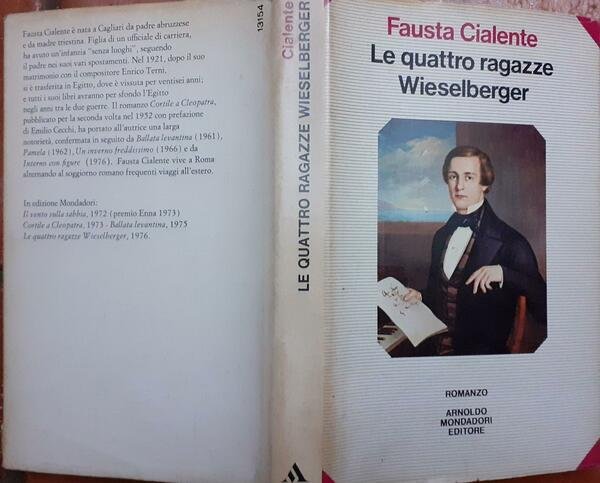 Fausta Cialente è nata a Cagliari da padre abruzzese
e da madre triestina. Figlia di un ufficiale di carriera,
ha avuto un'infanzia "senza luoghi", seguendo
il padre nei suoi vari spostamenti. Nel 1921, dopo il suo
matrimonio con il compositore Enrico Terni,
si è trasferita in Egitto, dove è vissuta per ventisei anni;
e tutti i suoi libri avranno per sfondo l'Egitto
negli anni tra le due guerre. Il romanzo Cortile a Cleopatra,
pubblicato per la seconda volta nel 1952 con prefazione
di Emilio Cecchi, ha portato all'autrice una larga
notorietà, confermata in seguito da Ballata levantina (1961),
Pamela (1962), Un inverno freddissimo (1966) e da
Interno con figure (1976). Fausta Cialente vive a Roma
alternando al soggiorno romano frequenti viaggi all'estero.
In edizione Mondadori:
Il vento sulla sabbia, 1972 (premio Enna 1973)
Cortile a Cleopatra, 1973 - Ballata levantina, 1975
Le quattro ragazze Wieselberger, 1976.
13154
Cialente
LE QUATTRO RAGAZZE WIESELBERGER
Fausta Cialente
Le quattro ragazze
Wieselberger
ROMANZO
ARNOLDO
MONDADORI
EDITORE